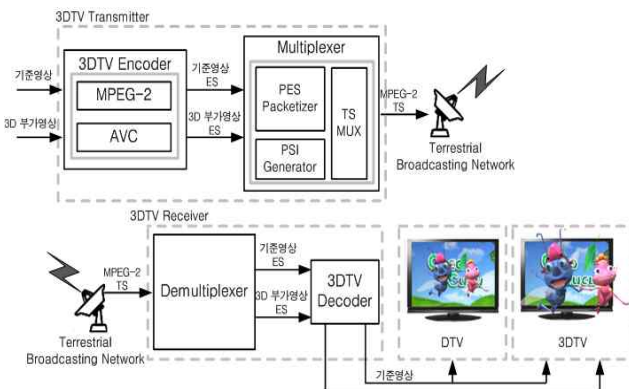 3DTV Transmitter
기준영상
3D 부가영상
3DTV Encoder
MPEG-2
AVC
기준영상
ES
3D 부가영상
ES
Multiplexer
PES
Packetizer
PSI
Generator
TS
MUX
MPEG-2
TS
Terrestrial
Broadcasting Network
3DTV Receiver
MPEG-2
TS
Terrestrial
Broadcasting Network
Demultiplexer
기준영상
ES
3D 부가영상
ES
3DTV
Decoder
DTV
3DTV
기준영상